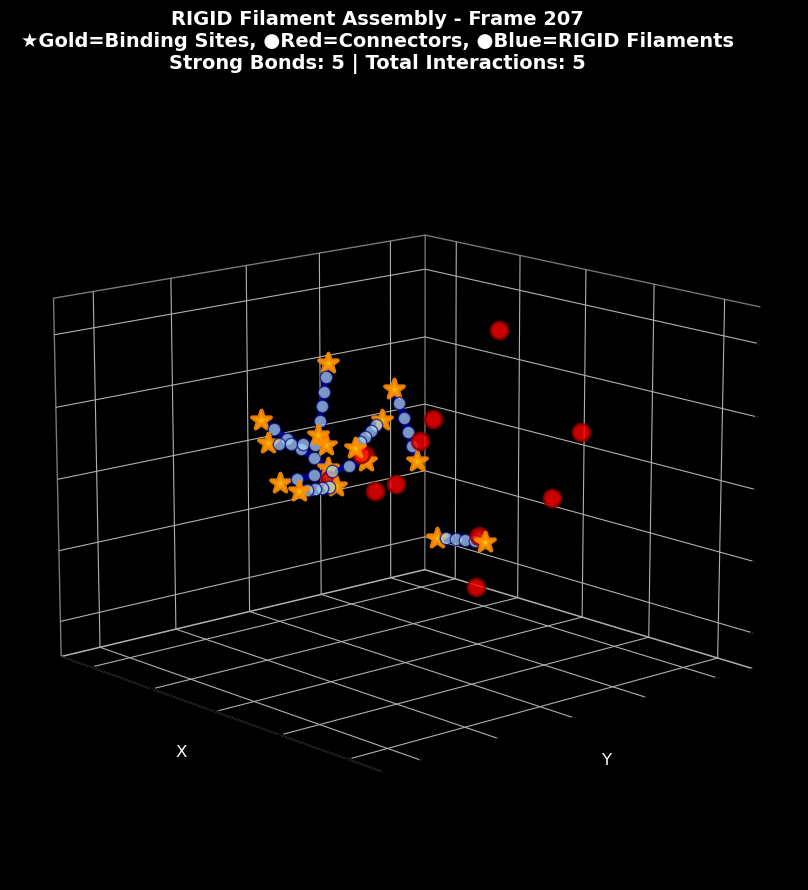 RIGID Filament Assembly - Frame 207
★Gold=Binding Sites, ●Red=Connectors, ●Blue=RIGID Filaments
Strong Bonds: 5 | Total Interactions: 5
X
Y